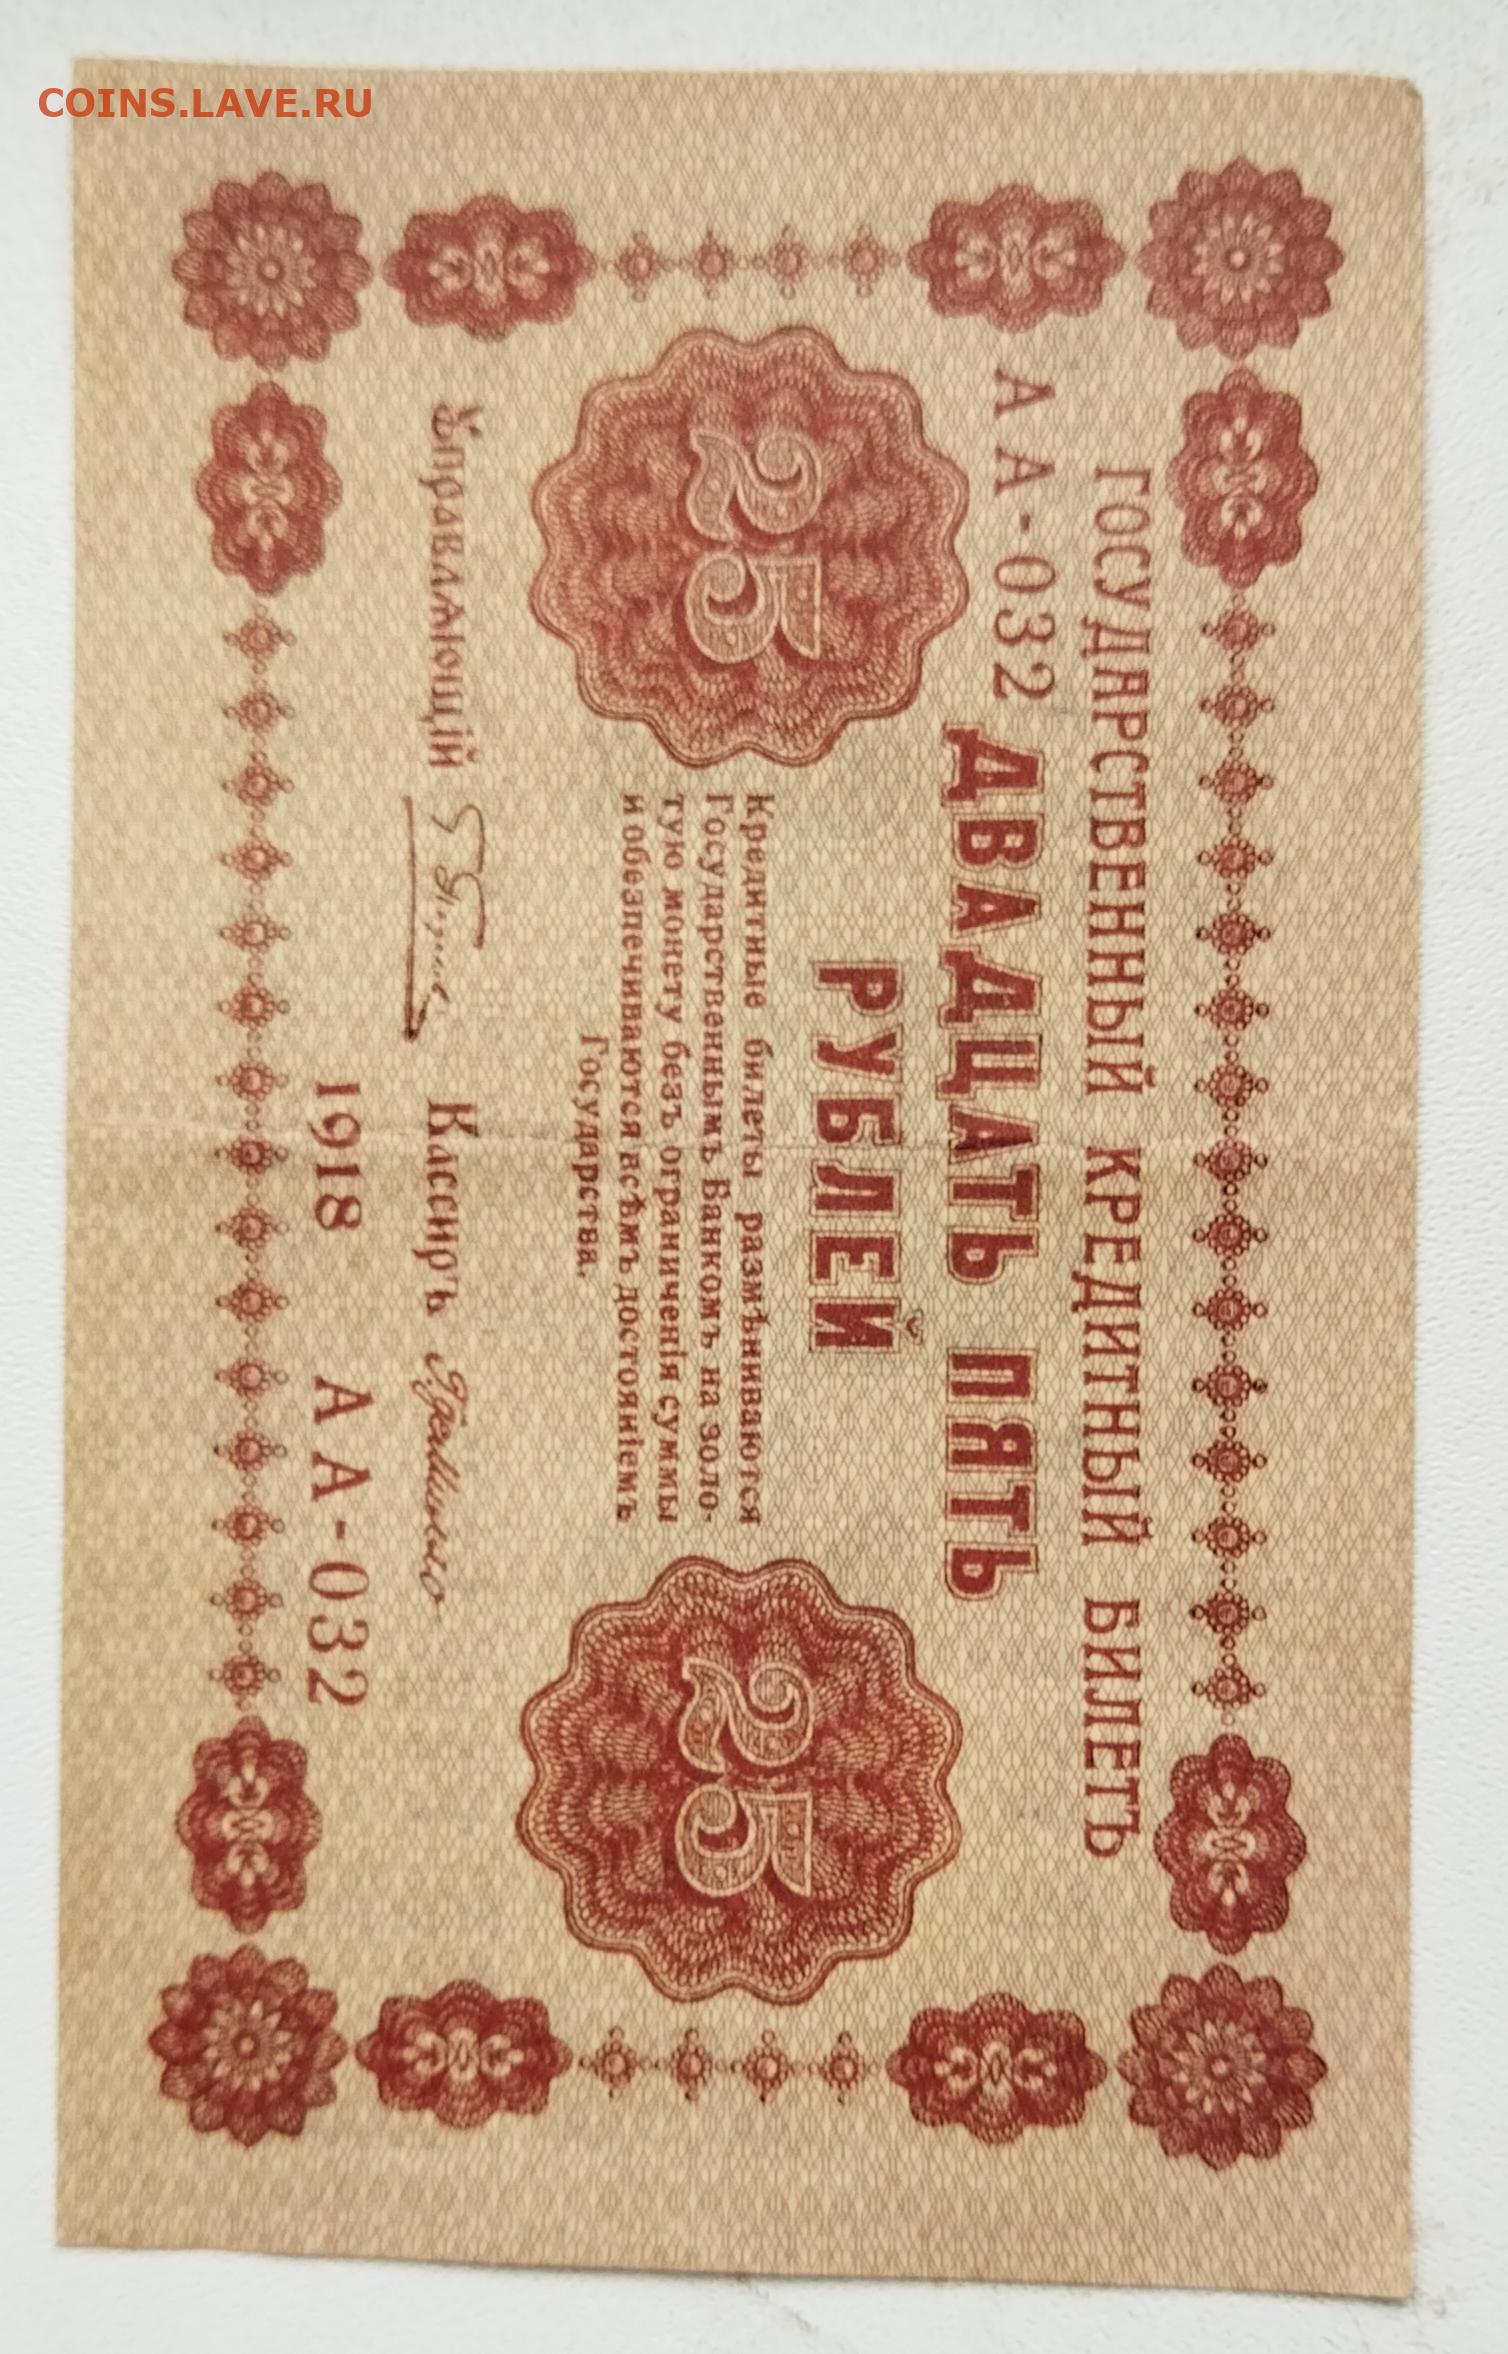 COINS.LAVE.RU
ГОСУДАРСТВЕННЫЙ КРЕДИТНЫЙ БИЛЕТЪ
АА-032
ДВАДЦАТЬ ПЯТЬ
РУБЛЕЙ
25
25
Кредитные билеты размѣниваются
Государственнымъ Банкомъ на золо-
тую монету безъ ограниченія суммы
и обезпечиваются всѣмъ достояніемъ
Государства.
Управляющій
Кассиръ
1918
АА-032